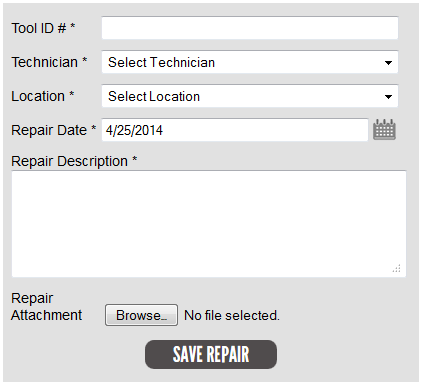 Tool ID # *
Technician * Select Technician
Location * Select Location
Repair Date * 4/25/2014
Repair Description *
Repair
Attachment Browse... No file selected.
SAVE REPAIR